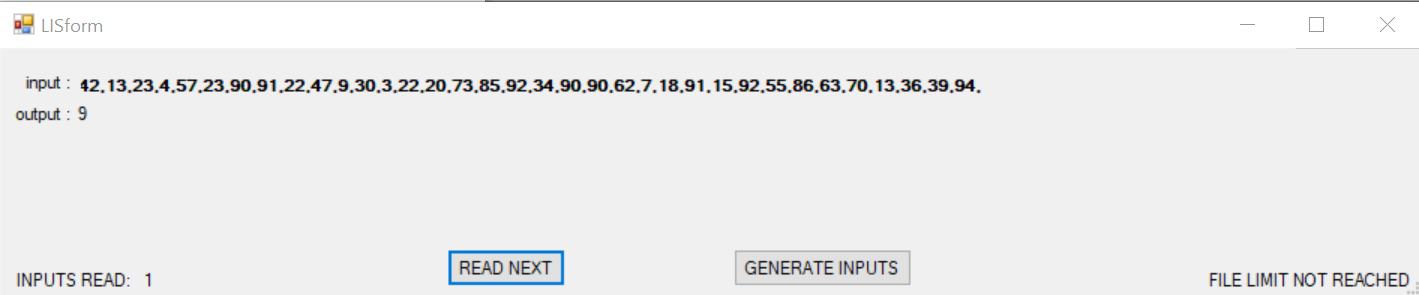 LISform
input : 42,13,23,4,57,23,90,91,22,47,9,30,3,22,20,73,85,92,34,90,90,62,7,18,91,15,92,55,86,63,70,13,36,39,94,
output : 9
READ NEXT
GENERATE INPUTS
INPUTS READ: 1
FILE LIMIT NOT REACHED